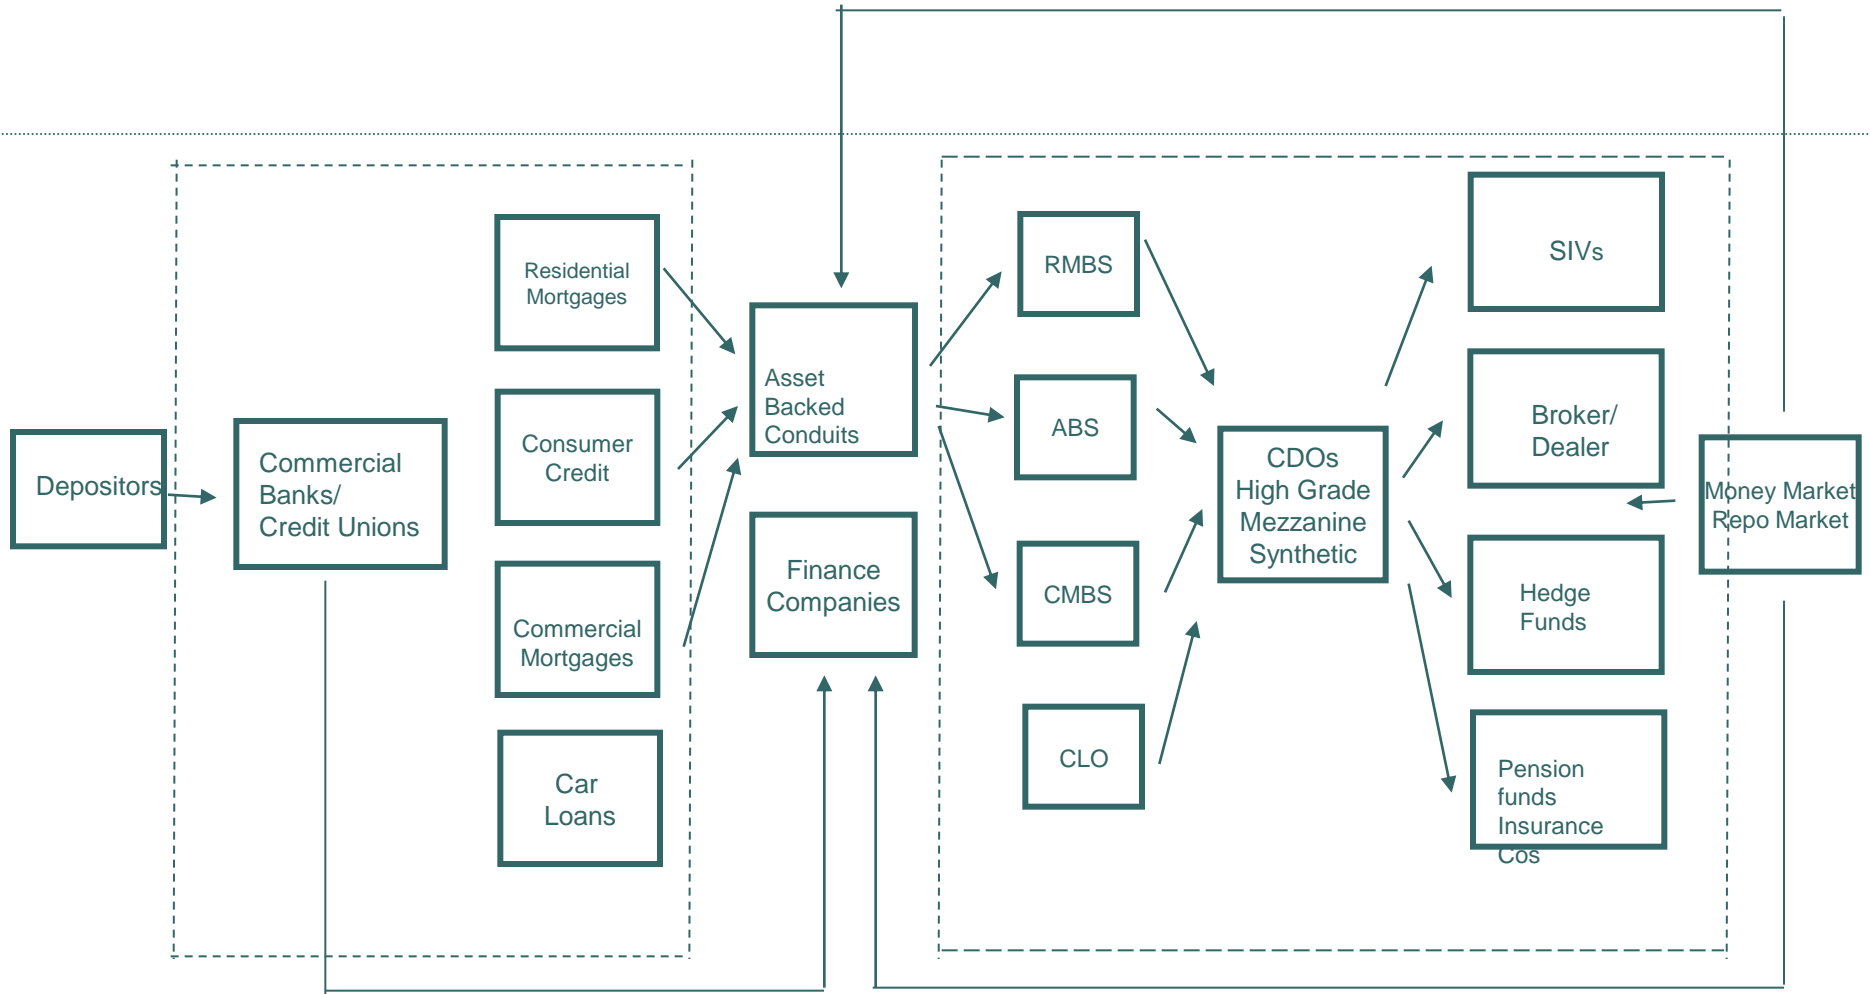 Depositors
Commercial
Banks/
Credit Unions
Residential
Mortgages
Consumer
Credit
Commercial
Mortgages
Car
Loans
Asset
Backed
Conduits
Finance
Companies
RMBS
ABS
CMBS
CLO
CDOs
High Grade
Mezzanine
Synthetic
SIVs
Broker/
Dealer
Hedge
Funds
Pension
funds
Insurance
Cos
Money Market
Repo Market